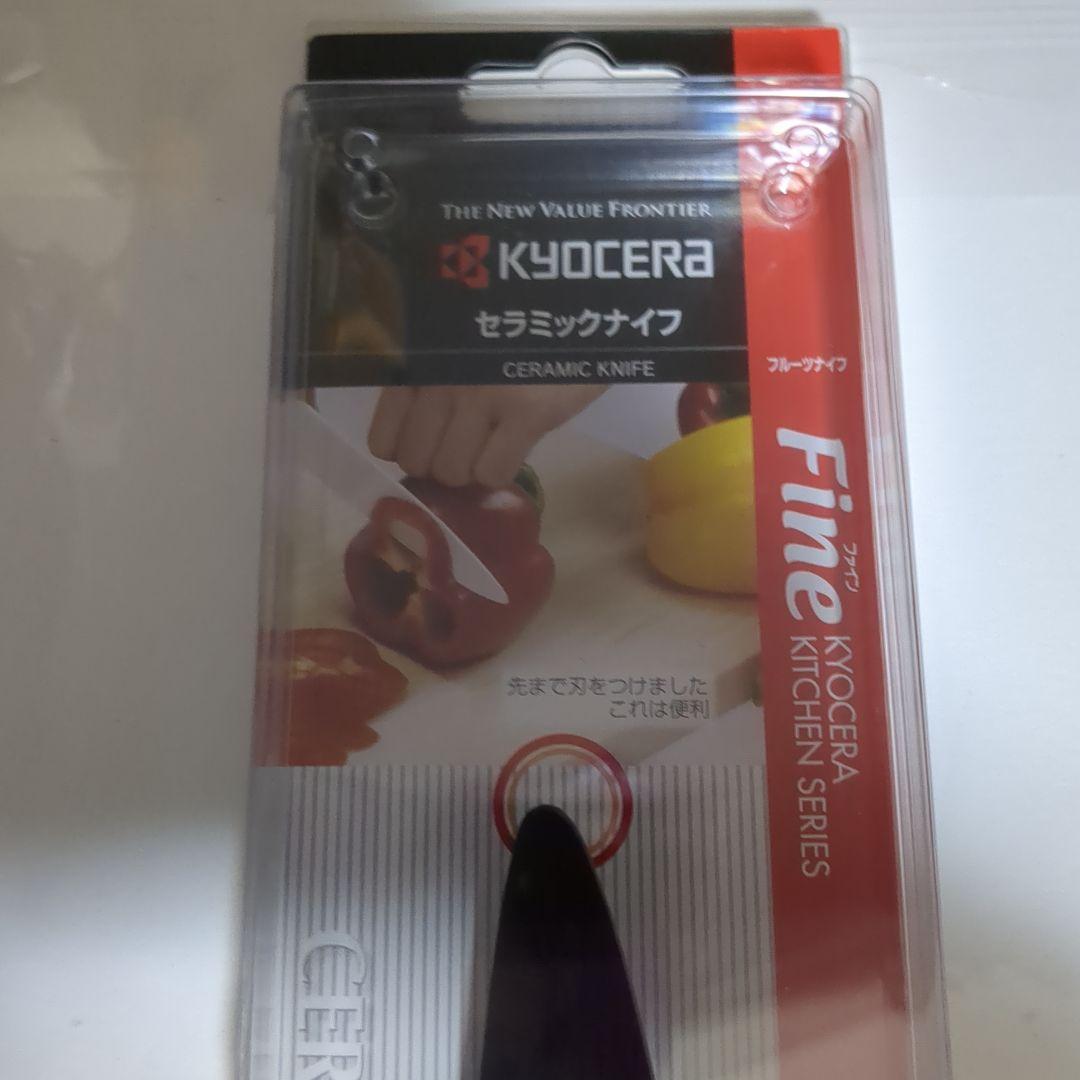 THE NEW VALUE FRONTIER
KYOCERA
セラミックナイフ
CERAMIC KNIFE
フルーツナイフ
Fine
ファイン
KYOCERA
KITCHEN SERIES
先まで刃をつけました
これは便利
CER